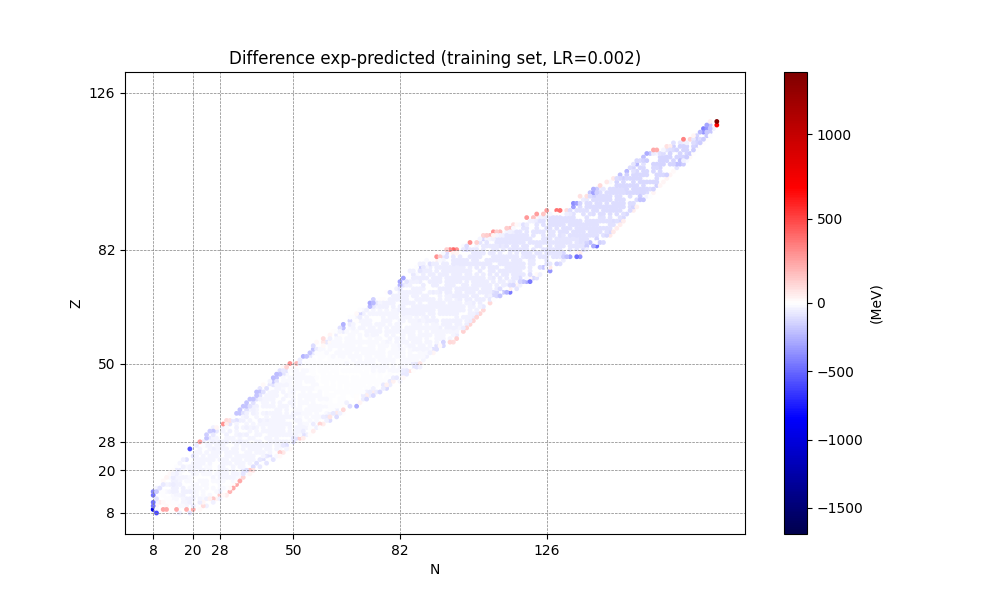 Difference exp-predicted (training set, LR=0.002)
126
82
50
28
20
8
Z
8 20 28 50 82 126
N
1000
500
0
−500
−1000
−1500
(MeV)